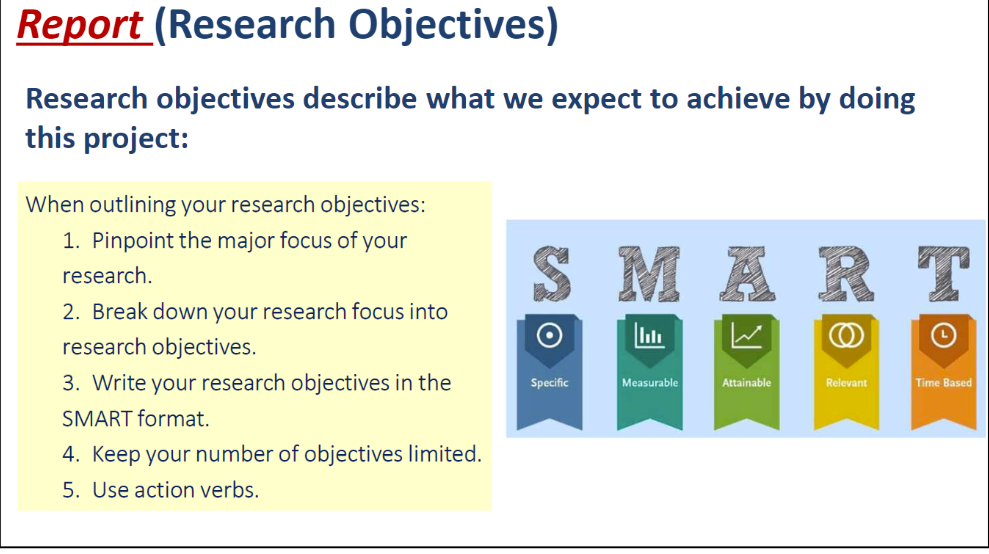 Report (Research Objectives)
Research objectives describe what we expect to achieve by doing
this project:
When outlining your research objectives:
1. Pinpoint the major focus of your
research.
2. Break down your research focus into
research objectives.
3. Write your research objectives in the
SMART format.
4. Keep your number of objectives limited.
5. Use action verbs.
S M A R T
Specific Measurable Attainable Relevant Time Based